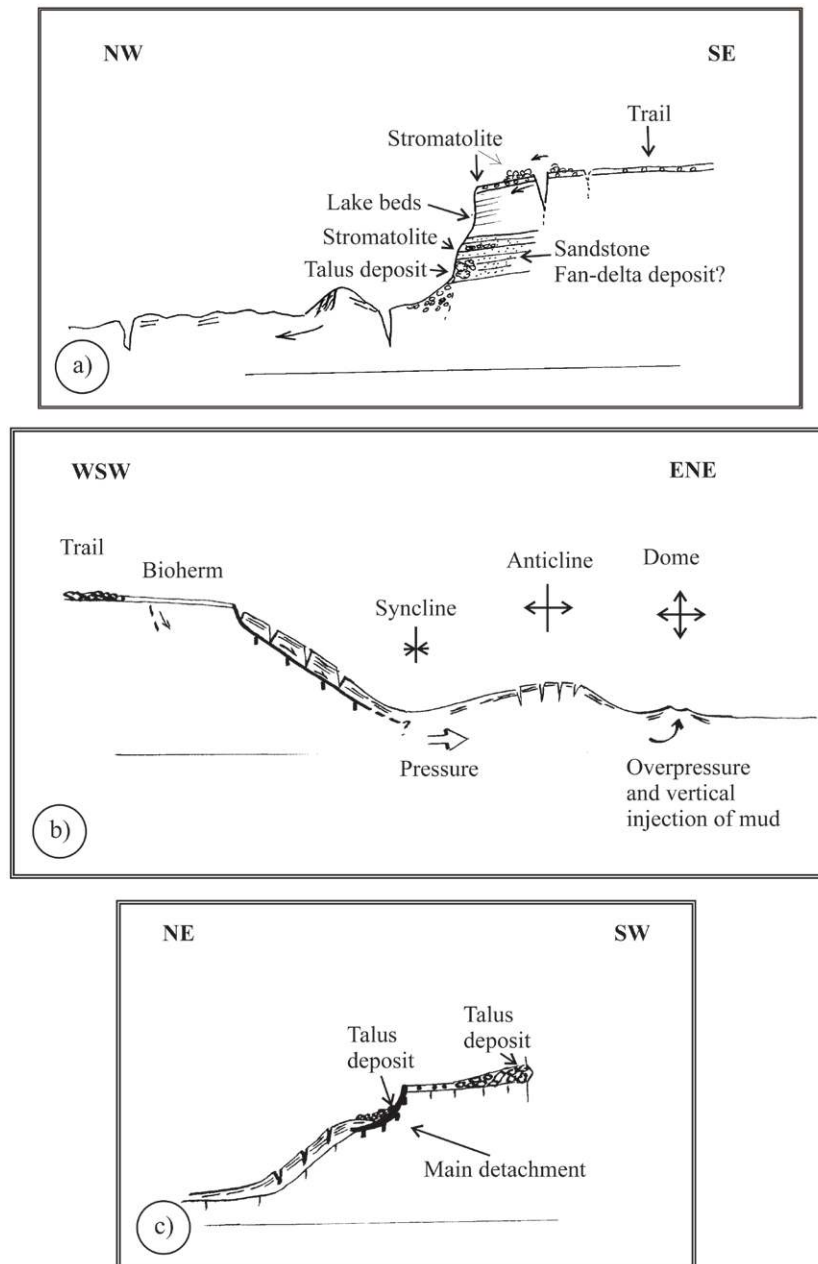 NW
SE
Trail
Stromatolite
Lake beds
Stromatolite
Talus deposit
Sandstone
Fan-delta deposit?
a)
WSW
ENE
Trail
Bioherm
Anticline
Dome
Syncline
?
Pressure
Overpressure
and vertical
injection of mud
b)
NE
SW
Talus
deposit
Talus
deposit
Main detachment
c)